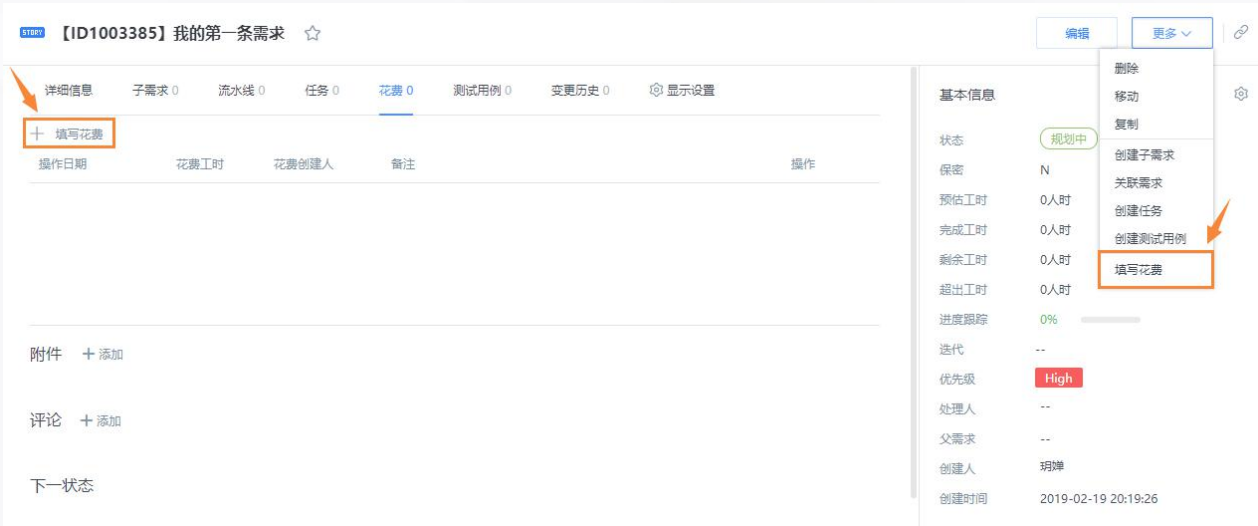 STORY 【ID1003385】我的第一条需求 编辑 更多
详细信息 子需求 0 流水线 0 任务 0 花费 0 测试用例 0 变更历史 0 显示设置
填写花费
操作日期 花费工时 花费创建人 备注 操作
附件 + 添加
评论 + 添加
下一状态
删除
移动
复制
创建子需求
关联需求
创建任务
创建测试用例
填写花费
基本信息
状态 规划中
保密 N
预估工时 0人时
完成工时 0人时
剩余工时 0人时
超出工时 0人时
进度跟踪 0%
迭代 --
优先级 High
处理人 --
父需求 --
创建人 玥婵
创建时间 2019-02-19 20:19:26